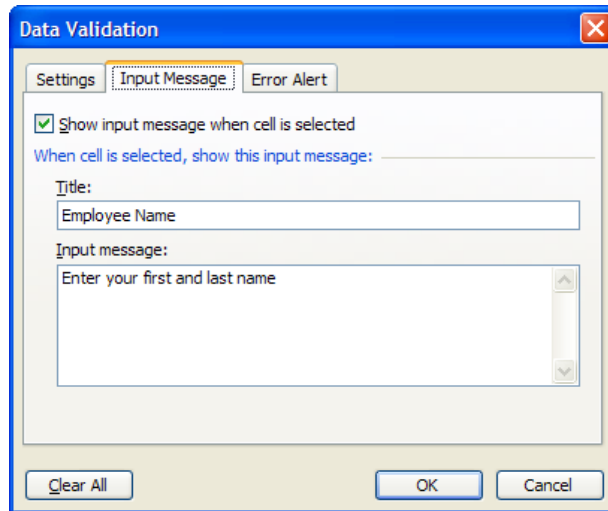 Data Validation
Settings Input Message Error Alert
Show input message when cell is selected
When cell is selected, show this input message:
Title:
Employee Name
Input message:
Enter your first and last name
Clear All OK Cancel